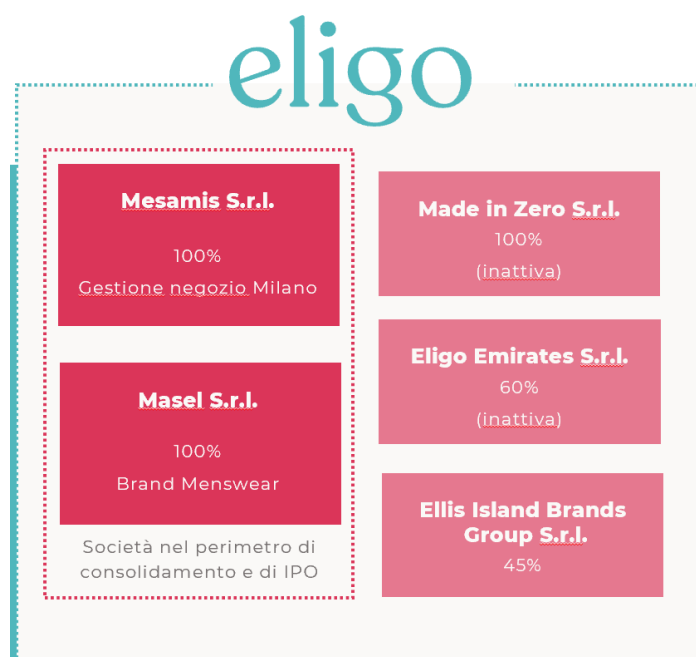 eligo
Mesamis S.r.l.
100%
Gestione negozio Milano
Masel S.r.l.
100%
Brand Menswear
Società nel perimetro di
consolidamento e di IPO
Made in Zero S.r.l.
100%
(inattiva)
Eligo Emirates S.r.l.
60%
(inattiva)
Ellis Island Brands
Group S.r.l.
45%